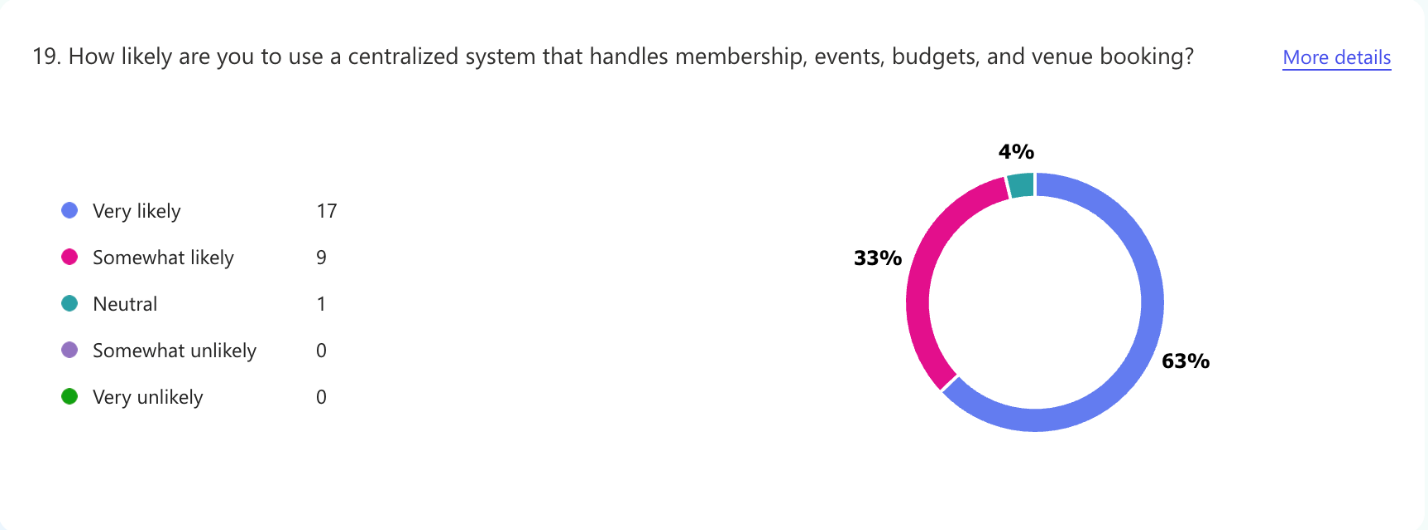 19. How likely are you to use a centralized system that handles membership, events, budgets, and venue booking?
More details
Very likely 17
Somewhat likely 9
Neutral 1
Somewhat unlikely 0
Very unlikely 0
4%
33%
63%